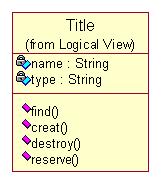 Title
(from Logical View)
name : String
type : String
find()
creat()
destroy()
reserve()